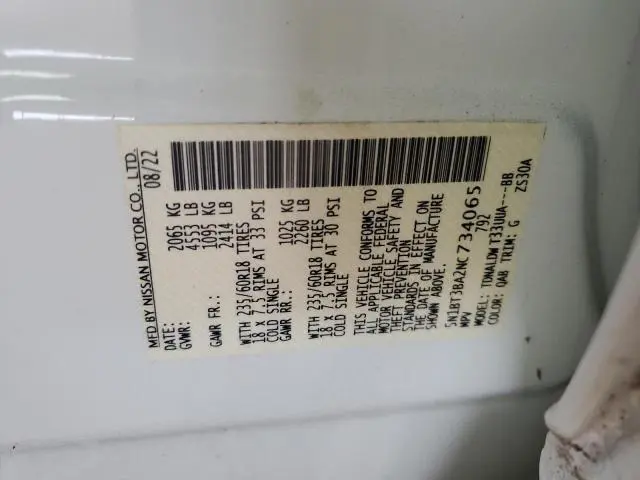 MFD BY NISSAN MOTOR CO., LTD.
DATE: 08/22
GVWR: 2065 KG
4553 LB
GAWR FR.: 1095 KG
2414 LB
WITH 235/60R18 TIRES
18 X 7.5 RIMS AT 33 PSI
COLD SINGLE
GAWR RR.: 1025 KG
2260 LB
WITH 235/60R18 TIRES
18 X 7.5 RIMS AT 30 PSI
COLD SINGLE
THIS VEHICLE CONFORMS TO
ALL APPLICABLE FEDERAL
MOTOR VEHICLE SAFETY AND
THEFT PREVENTION
STANDARDS IN EFFECT ON
THE DATE OF MANUFACTURE
SHOWN ABOVE.
5N1BT3BA2NC734065
MPV 792
MODEL: TDNALDW T33UUA----BB
COLOR: QAB TRIM: G ZS30A